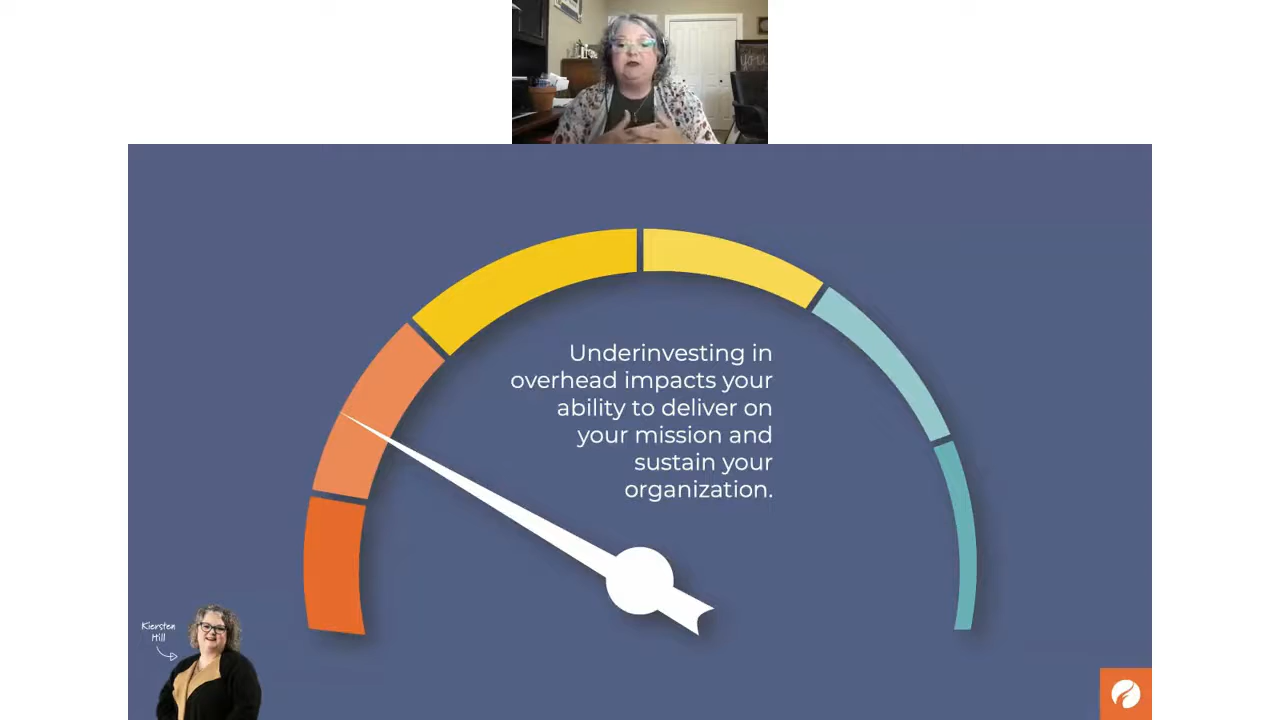 Underinvesting in
overhead impacts your
ability to deliver on
your mission and
sustain your
organization.
Kiersten
Hill